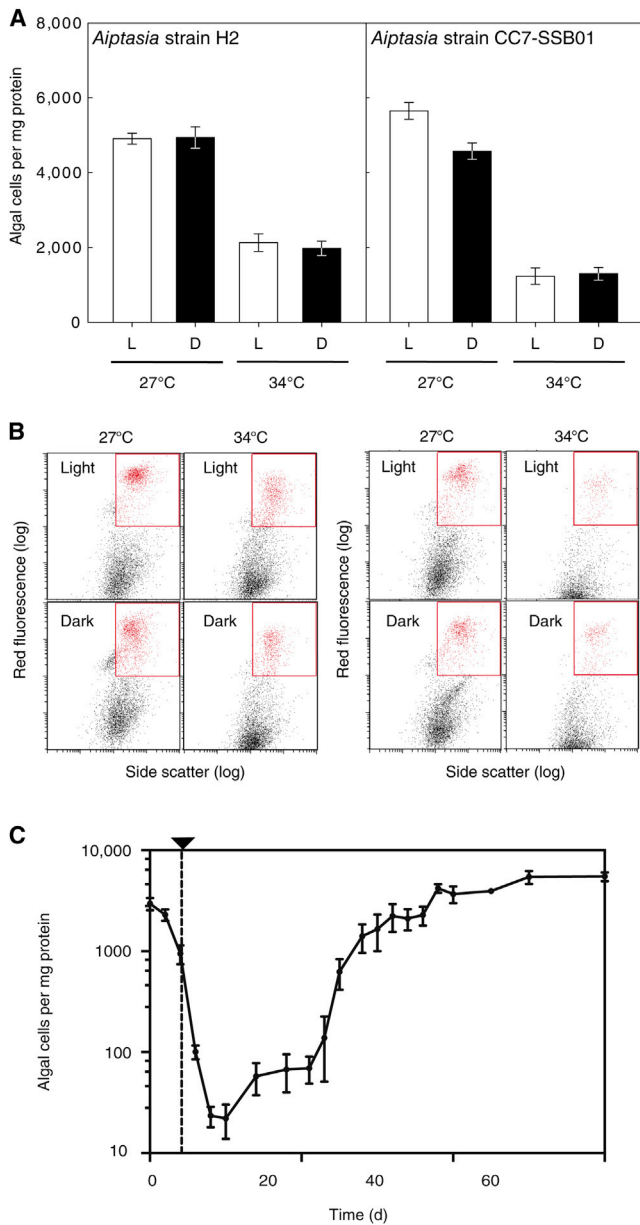 A
8,000
Aiptasia strain H2
Aiptasia strain CC7-SSB01
6,000
4,000
2,000
0
Algal cells per mg protein
L
D
L
D
L
D
L
D
27°C
34°C
27°C
34°C
B
27°C
34°C
27°C
34°C
Light
Light
Light
Light
Dark
Dark
Dark
Dark
Red fluorescence (log)
Red fluorescence (log)
Side scatter (log)
Side scatter (log)
C
10,000
1000
100
10
Algal cells per mg protein
0
20
40
60
Time (d)